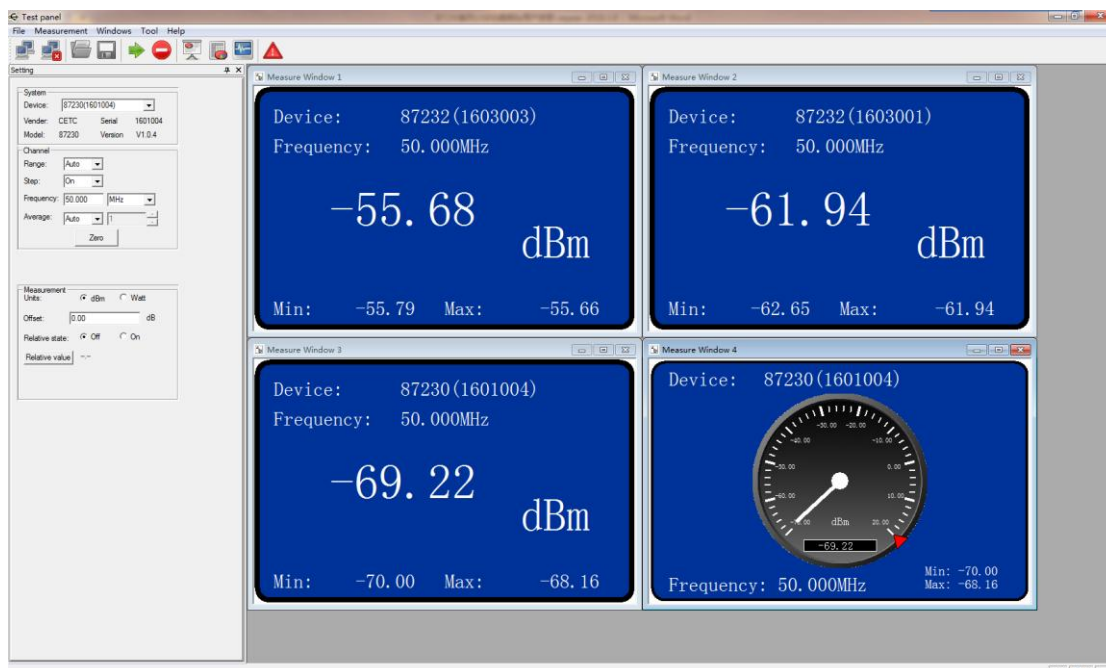 Test panel
File Measurement Windows Tool Help
Setting
System
Device: 87230(1601004)
Vender: CETC Serial 1601004
Model: 87230 Version V1.0.4
Channel
Range: Auto
Step: On
Frequency: 50.000 MHz
Average: Auto 1
Zero
Measurement
Units: dBm Watt
Offset: 0.00 dB
Relative state: Off On
Relative value --.--
Measure Window 1
Device: 87232(1603003)
Frequency: 50.000MHz
-55.68
dBm
Min: -55.79 Max: -55.66
Measure Window 2
Device: 87232(1603001)
Frequency: 50.000MHz
-61.94
dBm
Min: -62.65 Max: -61.94
Measure Window 3
Device: 87230(1601004)
Frequency: 50.000MHz
-69.22
dBm
Min: -70.00 Max: -68.16
Measure Window 4
Device: 87230(1601004)
-30.00 -20.00
-40.00 -10.00
-50.00 0.00
-60.00 10.00
dBm 20.00
-69.22
Min: -70.00
Frequency: 50.000MHz Max: -68.16